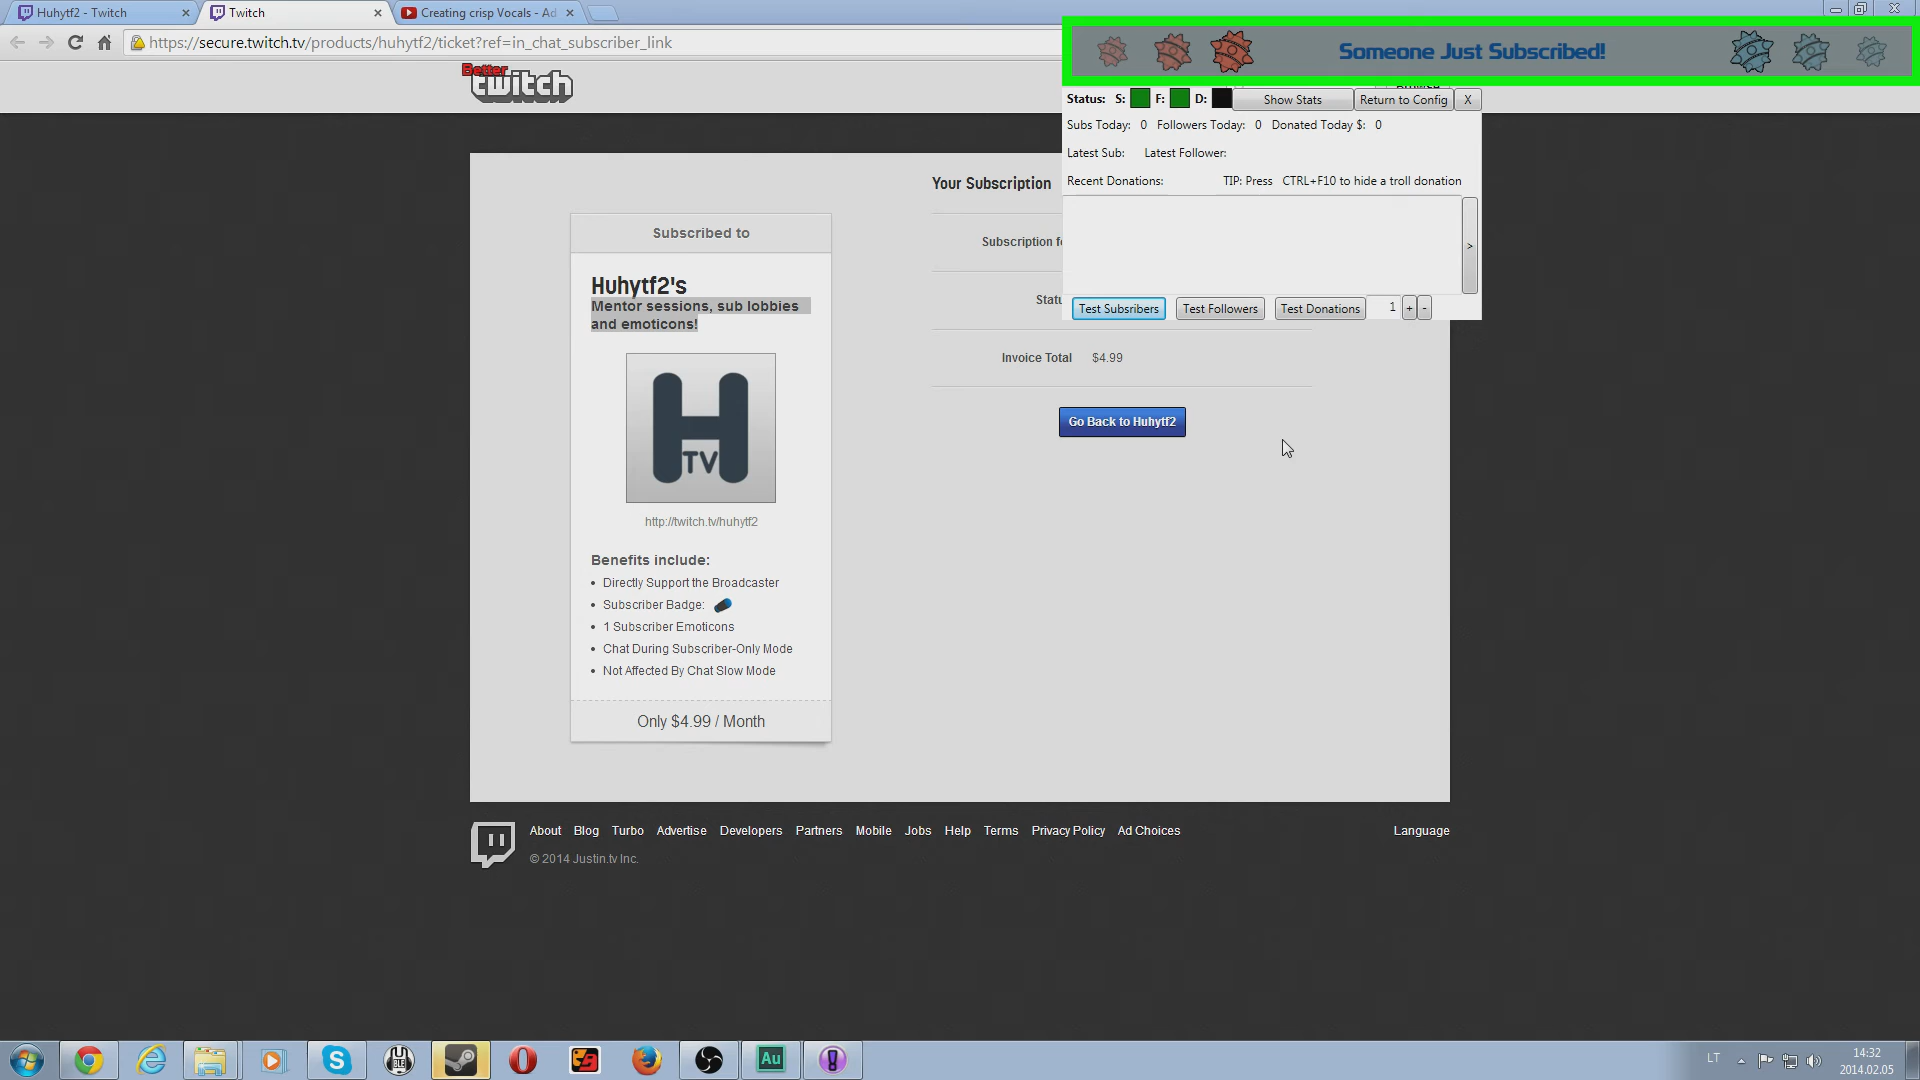 Huhytf2 - Twitch
Twitch
Creating crisp Vocals - Ad
https://secure.twitch.tv/products/huhytf2/ticket?ref=in_chat_subscriber_link
Someone Just Subscribed!
Better
twitch
Status: S: F: D: Show Stats Return to Config X
Subs Today: 0 Followers Today: 0 Donated Today $: 0
Latest Sub: Latest Follower:
Recent Donations: TIP: Press CTRL+F10 to hide a troll donation
>
Test Subsribers Test Followers Test Donations 1 + -
Your Subscription
Subscription f
Statu
Invoice Total $4.99
Go Back to Huhytf2
Subscribed to
Huhytf2's
Mentor sessions, sub lobbies
and emoticons!
H
TV
http://twitch.tv/huhytf2
Benefits include:
• Directly Support the Broadcaster
• Subscriber Badge:
• 1 Subscriber Emoticons
• Chat During Subscriber-Only Mode
• Not Affected By Chat Slow Mode
Only $4.99 / Month
About Blog Turbo Advertise Developers Partners Mobile Jobs Help Terms Privacy Policy Ad Choices Language
© 2014 Justin.tv Inc.
Au
LT
14:32
2014.02.05